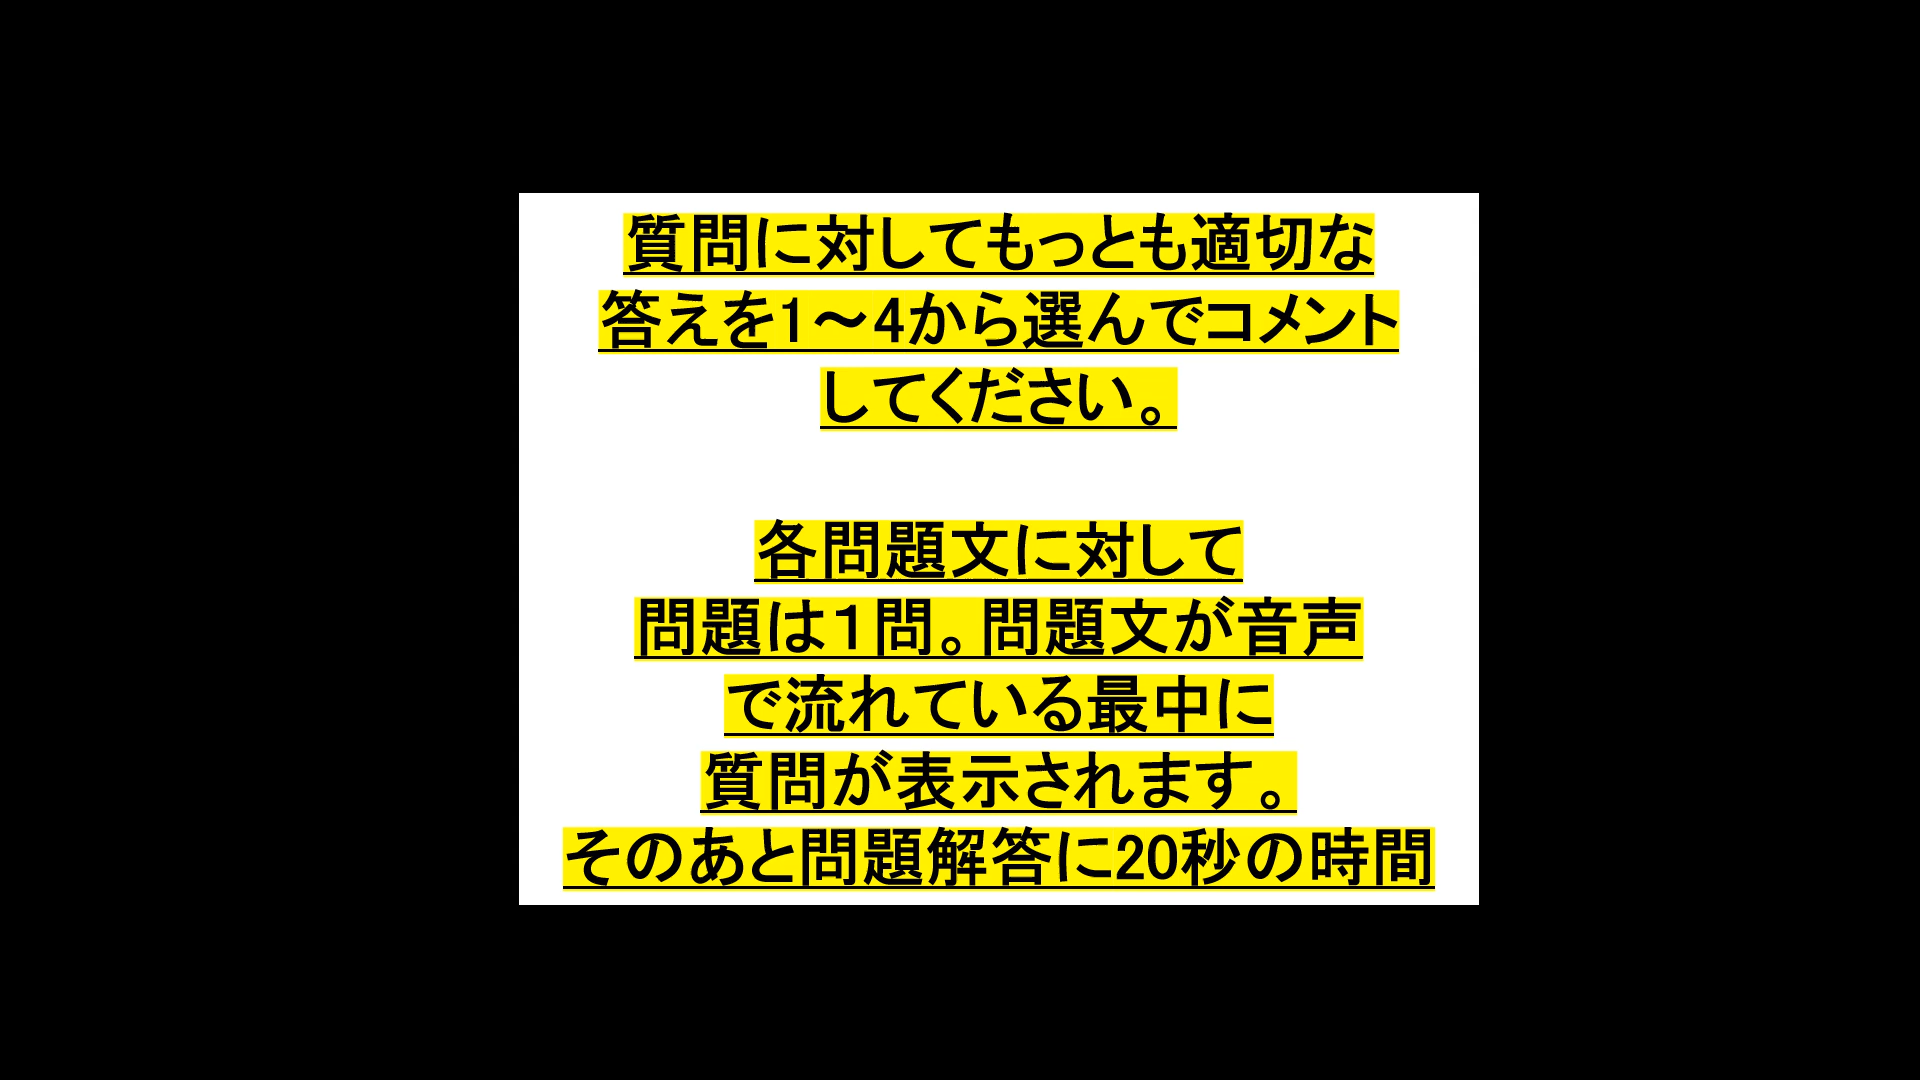 質問に対してもっとも適切な
答えを1～4から選んでコメント
してください。
各問題文に対して
問題は１問。問題文が音声
で流れている最中に
質問が表示されます。
そのあと問題解答に20秒の時間